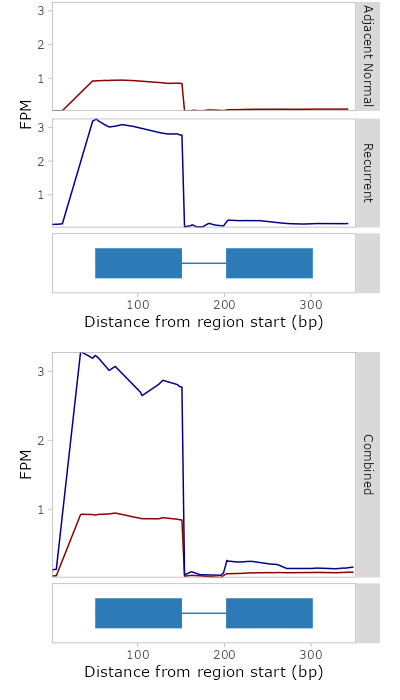 3
2
1
Adjacent Normal
FPM
3
2
1
Recurrent
100
200
300
Distance from region start (bp)
3
2
1
FPM
Combined
100
200
300
Distance from region start (bp)